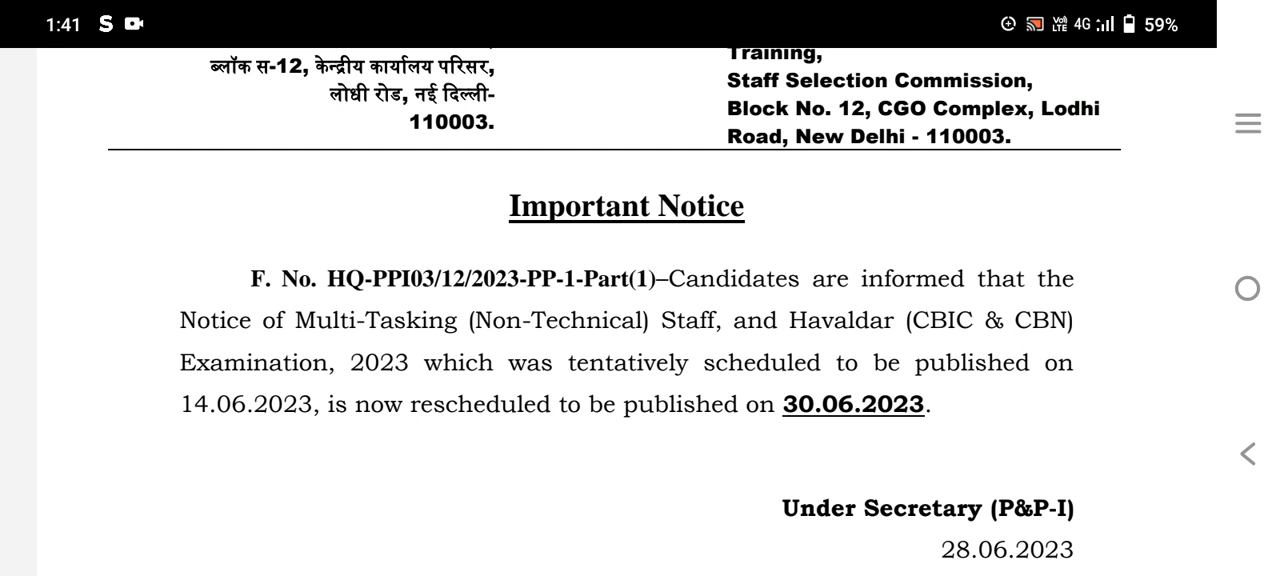 1:41 S 4G 59%
ब्लॉक स-12, केन्द्रीय कार्यालय परिसर,
लोधी रोड, नई दिल्ली-
110003.
Training,
Staff Selection Commission,
Block No. 12, CGO Complex, Lodhi
Road, New Delhi - 110003.
Important Notice
F. No. HQ-PPI03/12/2023-PP-1-Part(1)–Candidates are informed that the
Notice of Multi-Tasking (Non-Technical) Staff, and Havaldar (CBIC & CBN)
Examination, 2023 which was tentatively scheduled to be published on
14.06.2023, is now rescheduled to be published on 30.06.2023.
Under Secretary (P&P-I)
28.06.2023